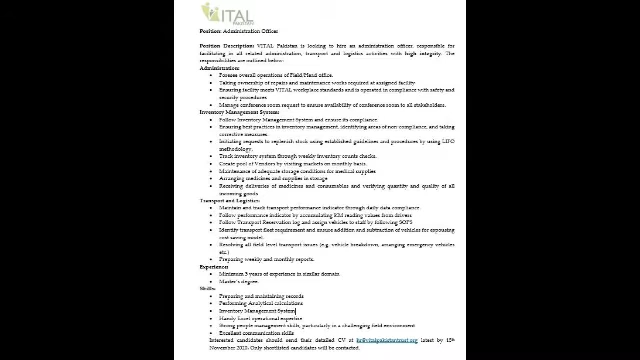 VITAL
PAKISTAN
Position: Administration Officer
Position Description: VITAL Pakistan is looking to hire an administration officer, responsible for
facilitating in all related administration, transport and logistics activities with high integrity. The
responsibilities are outlined below:
Administration:
• Foresee overall operations of Field/Hand office.
• Taking ownership of repairs and maintenance works required at assigned facility
• Ensuring facility meets VITAL workplace standards and is operated in compliance with safety and
security procedures
• Manage conference room request to ensure availability of conference room to all stakeholders.
Inventory Management System:
• Follow Inventory Management System and ensure its compliance.
• Ensuring best practices in inventory management, identifying areas of non compliance, and taking
corrective measures.
• Initiating requests to replenish stock using established guidelines and procedures by using LIFO
methodology.
• Track inventory system through weekly inventory counts checks.
• Create pool of Vendors by visiting markets on monthly basis.
• Maintenance of adequate storage conditions for medical supplies
• Arranging medicines and supplies in storage
• Receiving deliveries of medicines and consumables and verifying quantity and quality of all
incoming goods
Transport and Logistics:
• Maintain and track transport performance indicator through daily data compliance
• Follow performance indicator by accumulating KM reading values from drivers
• Follow Transport Reservation log and assign vehicles to staff by following SOPS
• Identify transport fleet requirement and ensure addition and subtraction of vehicles for espousing
cost saving model.
• Resolving all field level transport issues (e.g. vehicle breakdown, arranging emergency vehicles
etc.)
• Preparing weekly and monthly reports.
Experience:
• Minimum 3 years of experience in similar domain
• Master's degree.
Skills:
• Preparing and maintaining records
• Performing Analytical calculations
• Inventory Management System
• Handy Excel operational expertise
• Strong people management skills, particularly in a challenging field environment
• Excellent communication skills
Interested candidates should send their detailed CV at hr@vitalpakistantrust.org latest by 15th
November 2020. Only shortlisted candidates will be contacted.